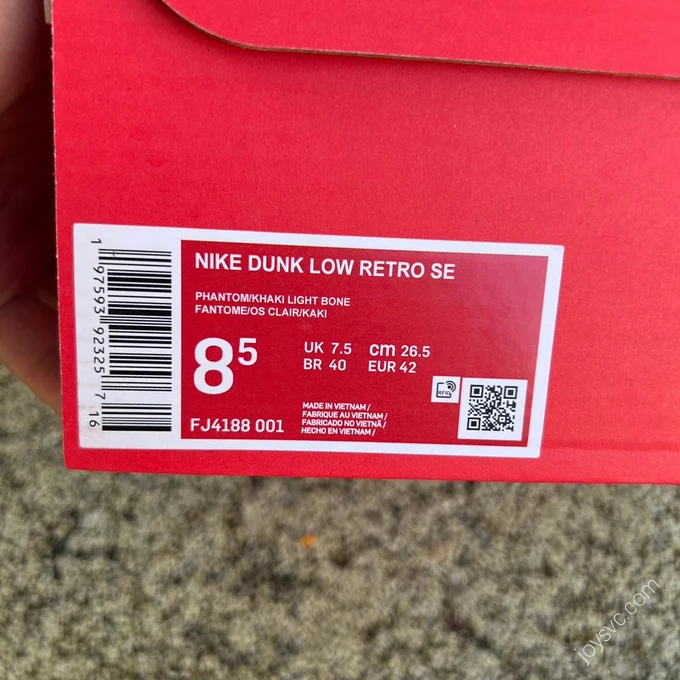 NIKE DUNK LOW RETRO SE
PHANTOM/KHAKI LIGHT BONE
FANTOME/OS CLAIR/KAKI
8⁵
UK 7.5 cm 26.5
BR 40 EUR 42
FJ4188 001
MADE IN VIETNAM /
FABRIQUE AU VIETNAM /
FABRICADO NO VIETNÃ /
HECHO EN VIETNAM /
RFID
1 97593 92325 7 16
joysvc.com